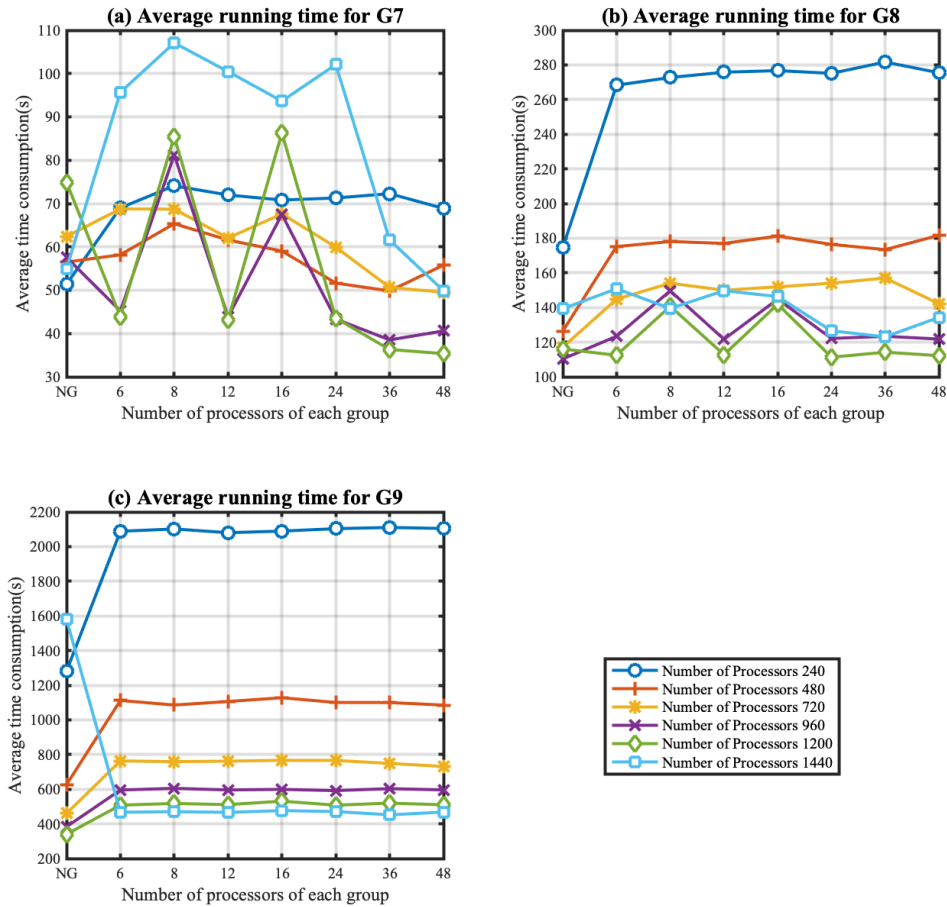 (a) Average running time for G7
110
100
90
80
70
60
50
40
30
Average time consumption(s)
NG 6 8 12 16 24 36 48
Number of processors of each group
(b) Average running time for G8
300
280
260
240
220
200
180
160
140
120
100
Average time consumption(s)
NG 6 8 12 16 24 36 48
Number of processors of each group
(c) Average running time for G9
2200
2000
1800
1600
1400
1200
1000
800
600
400
200
Average time consumption(s)
NG 6 8 12 16 24 36 48
Number of processors of each group
Number of Processors 240
Number of Processors 480
Number of Processors 720
Number of Processors 960
Number of Processors 1200
Number of Processors 1440